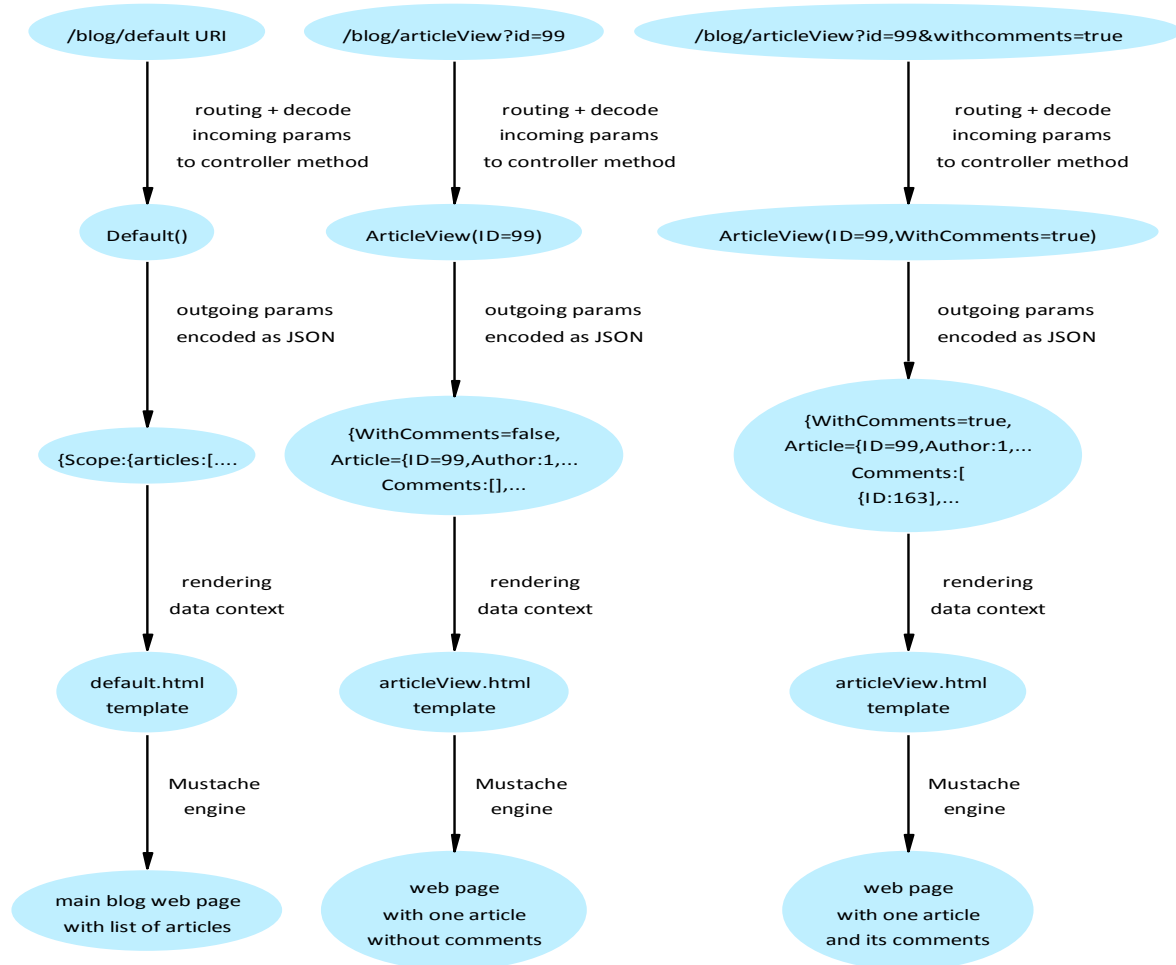 /blog/default URI
/blog/articleView?id=99
/blog/articleView?id=99&withcomments=true
routing + decode
incoming params
to controller method
routing + decode
incoming params
to controller method
routing + decode
incoming params
to controller method
Default()
ArticleView(ID=99)
ArticleView(ID=99,WithComments=true)
outgoing params
encoded as JSON
outgoing params
encoded as JSON
outgoing params
encoded as JSON
{Scope:{articles:[....
{WithComments=false,
Article={ID=99,Author:1,...
Comments:[],...
{WithComments=true,
Article={ID=99,Author:1,...
Comments:[
{ID:163],...
rendering
data context
rendering
data context
rendering
data context
default.html
template
articleView.html
template
articleView.html
template
Mustache
engine
Mustache
engine
Mustache
engine
main blog web page
with list of articles
web page
with one article
without comments
web page
with one article
and its comments